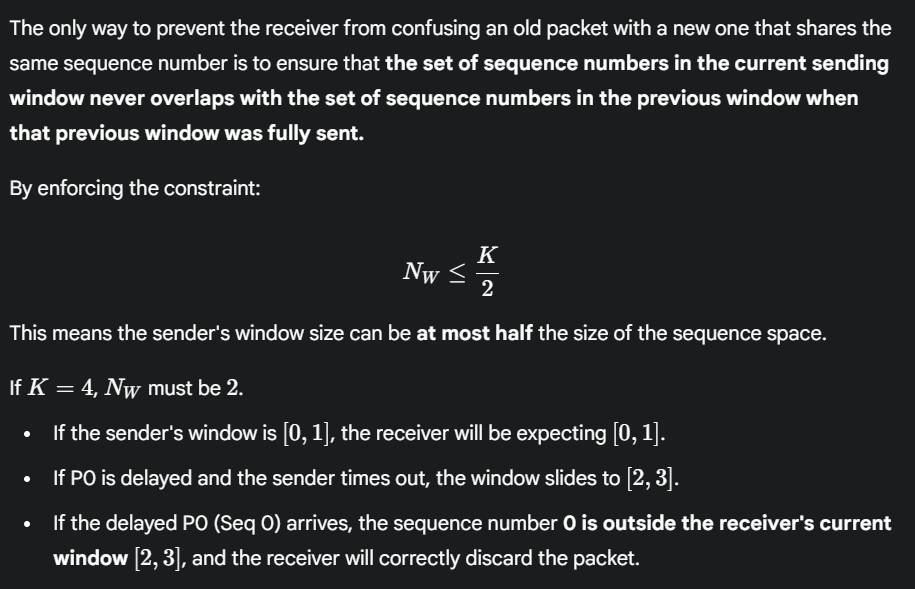 The only way to prevent the receiver from confusing an old packet with a new one that shares the
same sequence number is to ensure that the set of sequence numbers in the current sending
window never overlaps with the set of sequence numbers in the previous window when
that previous window was fully sent.
By enforcing the constraint:
N_W ≤ K/2
This means the sender's window size can be at most half the size of the sequence space.
If K = 4, N_W must be 2.
• If the sender's window is [0, 1], the receiver will be expecting [0, 1].
• If P0 is delayed and the sender times out, the window slides to [2, 3].
• If the delayed P0 (Seq 0) arrives, the sequence number 0 is outside the receiver's current
window [2, 3], and the receiver will correctly discard the packet.